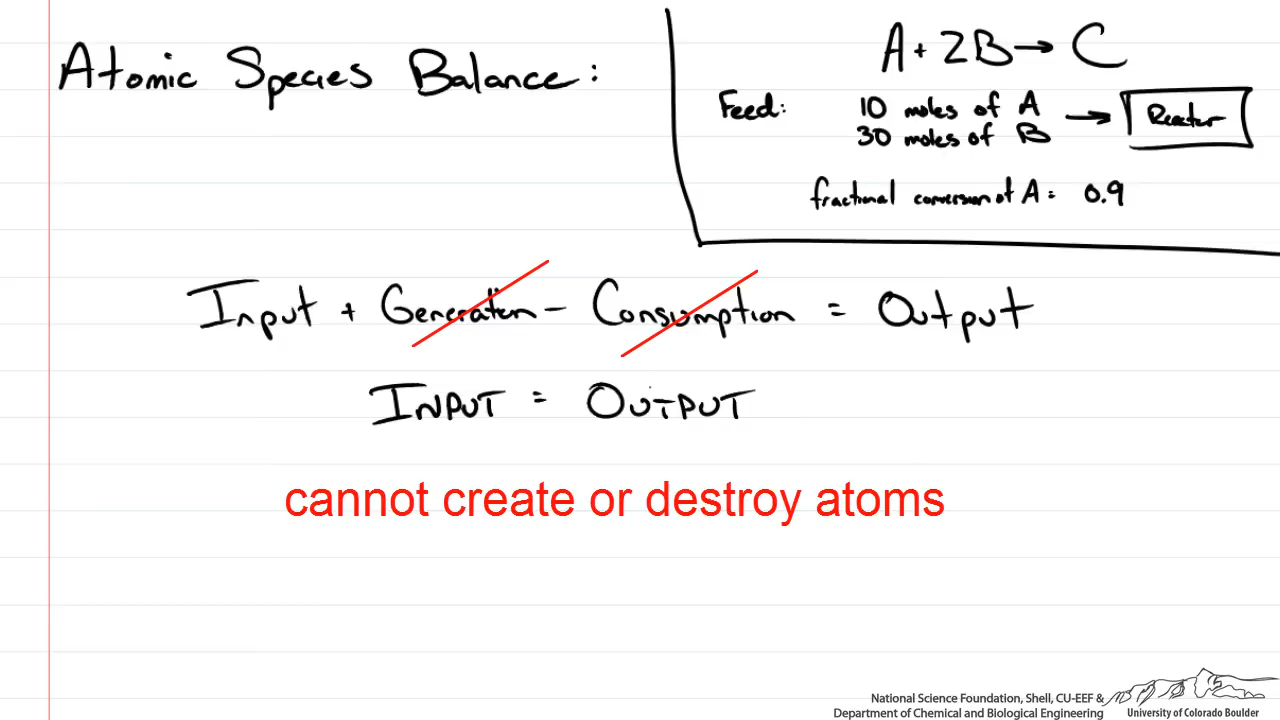 Atomic Species Balance:
A + 2B → C
Feed: 10 moles of A → Reactor
30 moles of B
fractional conversion of A = 0.9
Input + Generation - Consumption = Output
INPUT = OUTPUT
cannot create or destroy atoms
National Science Foundation, Shell, CU-EEF &
Department of Chemical and Biological Engineering
University of Colorado Boulder